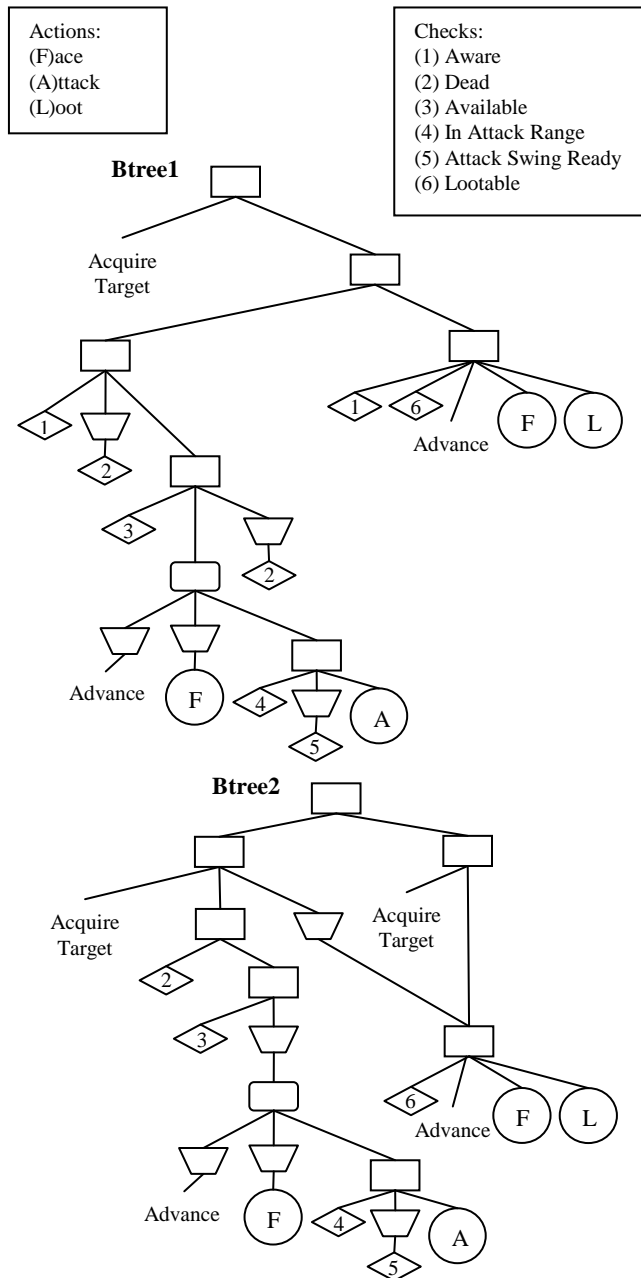 Actions:
(F)ace
(A)ttack
(L)oot
Checks:
(1) Aware
(2) Dead
(3) Available
(4) In Attack Range
(5) Attack Swing Ready
(6) Lootable
Btree1
Acquire
Target
1
2
1
6
Advance
F
L
3
2
Advance
F
4
5
A
Btree2
Acquire
Target
Acquire
Target
2
3
6
Advance
F
L
Advance
F
4
5
A